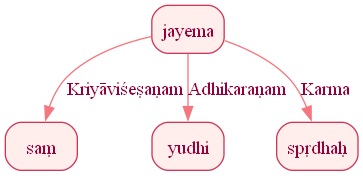 jayema
Kriyāviśeṣaṇam Adhikaraṇam Karma
saṃ yudhi spṛdhaḥ